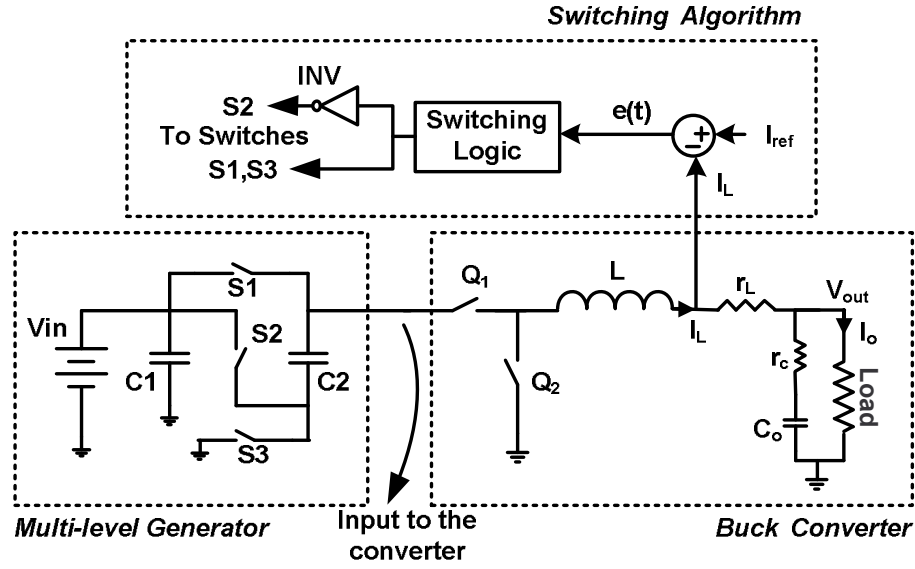 Switching Algorithm
INV
S2
To Switches
S1,S3
Switching
Logic
e(t)
+
-
Iref
IL
Vin
C1
S1
S2
C2
S3
Q1
Q2
L
IL
rL
Vout
Io
rc
Co
Load
Multi-level Generator
Input to the
converter
Buck Converter